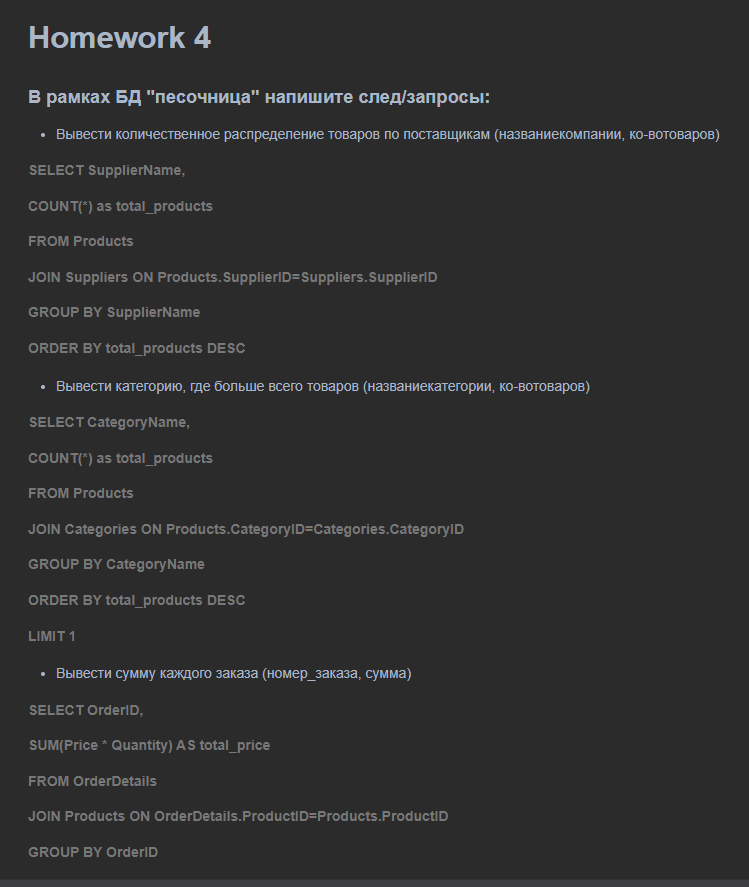 Homework 4
В рамках БД "песочница" напишите след/запросы:
• Вывести количественное распределение товаров по поставщикам (названиекомпании, ко-вотоваров)
SELECT SupplierName,
COUNT(*) as total_products
FROM Products
JOIN Suppliers ON Products.SupplierID=Suppliers.SupplierID
GROUP BY SupplierName
ORDER BY total_products DESC
• Вывести категорию, где больше всего товаров (названиекатегории, ко-вотоваров)
SELECT CategoryName,
COUNT(*) as total_products
FROM Products
JOIN Categories ON Products.CategoryID=Categories.CategoryID
GROUP BY CategoryName
ORDER BY total_products DESC
LIMIT 1
• Вывести сумму каждого заказа (номер_заказа, сумма)
SELECT OrderID,
SUM(Price * Quantity) AS total_price
FROM OrderDetails
JOIN Products ON OrderDetails.ProductID=Products.ProductID
GROUP BY OrderID